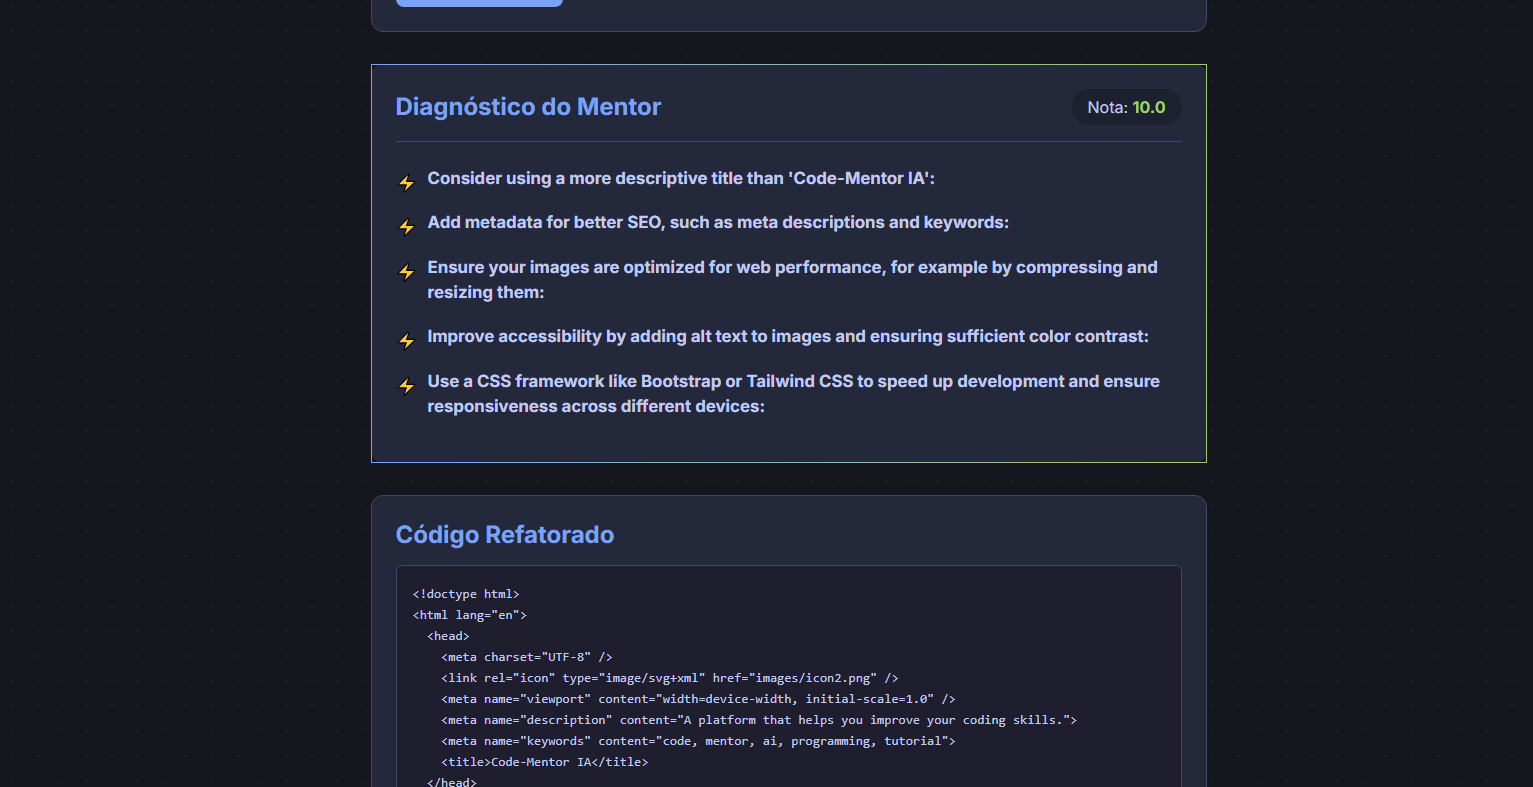 Diagnóstico do Mentor
Nota: 10.0
Consider using a more descriptive title than 'Code-Mentor IA':
Add metadata for better SEO, such as meta descriptions and keywords:
Ensure your images are optimized for web performance, for example by compressing and
resizing them:
Improve accessibility by adding alt text to images and ensuring sufficient color contrast:
Use a CSS framework like Bootstrap or Tailwind CSS to speed up development and ensure
responsiveness across different devices:
Código Refatorado
<!doctype html>
<html lang="en">
  <head>
    <meta charset="UTF-8" />
    <link rel="icon" type="image/svg+xml" href="images/icon2.png" />
    <meta name="viewport" content="width=device-width, initial-scale=1.0" />
    <meta name="description" content="A platform that helps you improve your coding skills.">
    <meta name="keywords" content="code, mentor, ai, programming, tutorial">
    <title>Code-Mentor IA</title>
  </head>